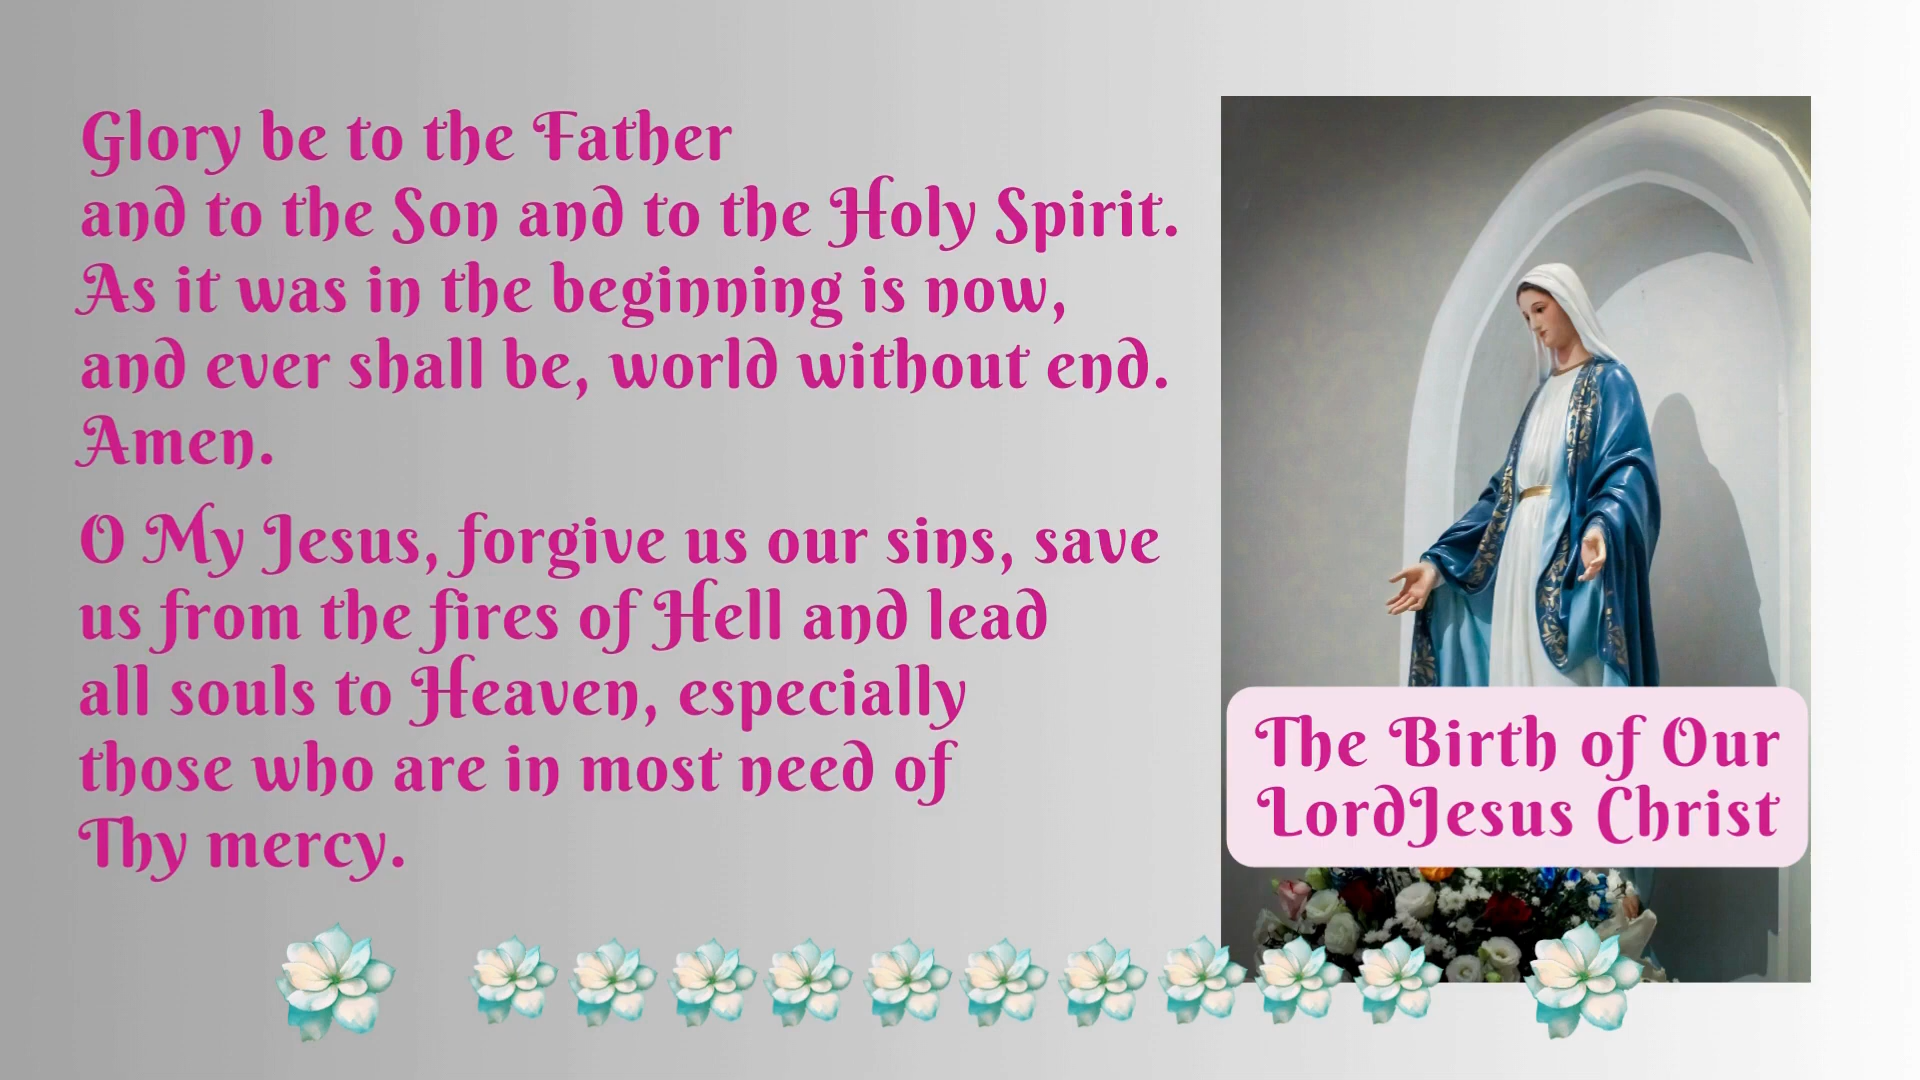 Glory be to the Father
and to the Son and to the Holy Spirit.
As it was in the beginning is now,
and ever shall be, world without end.
Amen.
O My Jesus, forgive us our sins, save
us from the fires of Hell and lead
all souls to Heaven, especially
those who are in most need of
Thy mercy.
The Birth of Our
LordJesus Christ